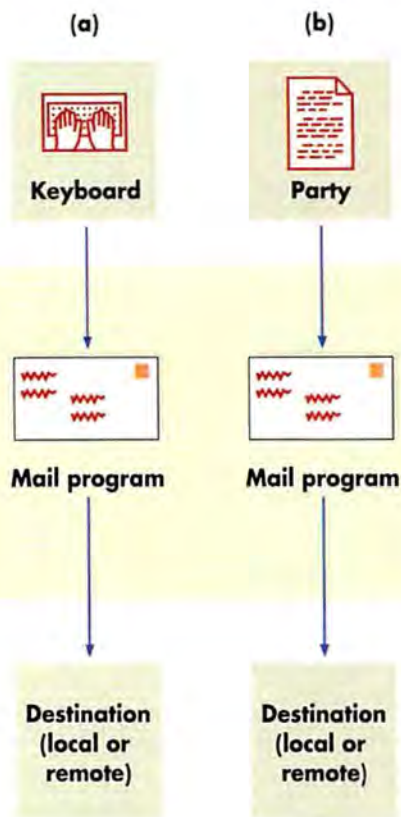 (a) (b)
Keyboard Party
Mail program Mail program
Destination Destination
(local or (local or
remote) remote)